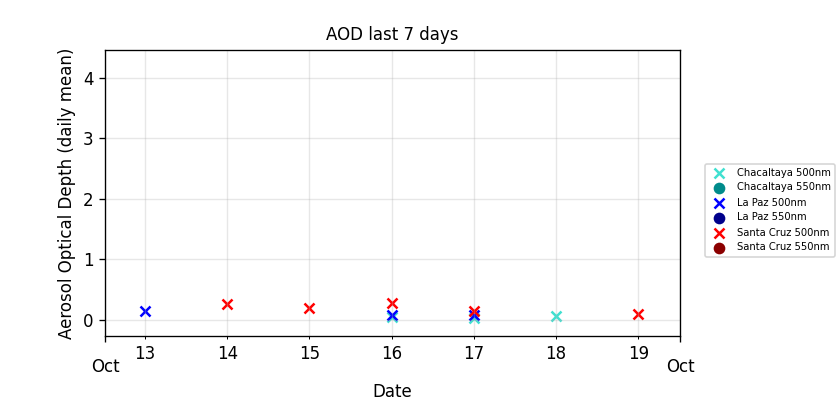 AOD last 7 days
Aerosol Optical Depth (daily mean)
4
3
2
1
0
13 14 15 16 17 18 19
Oct Oct
Date
Chacaltaya 500nm
Chacaltaya 550nm
La Paz 500nm
La Paz 550nm
Santa Cruz 500nm
Santa Cruz 550nm